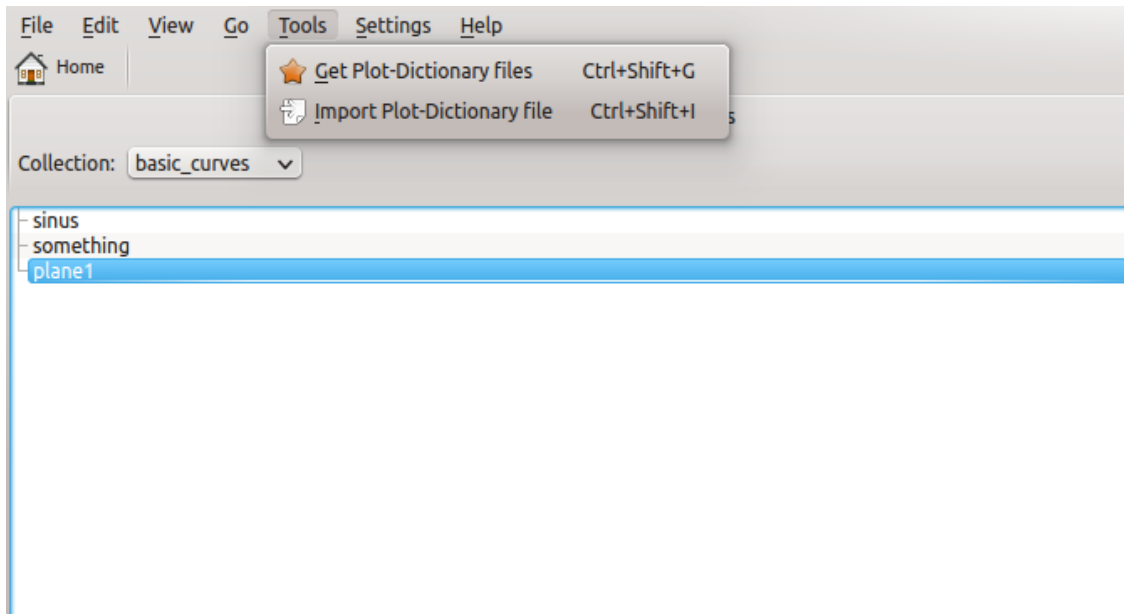 File Edit View Go Tools Settings Help
Home
Get Plot-Dictionary files Ctrl+Shift+G
Import Plot-Dictionary file Ctrl+Shift+I
Collection: basic_curves
sinus
something
plane1